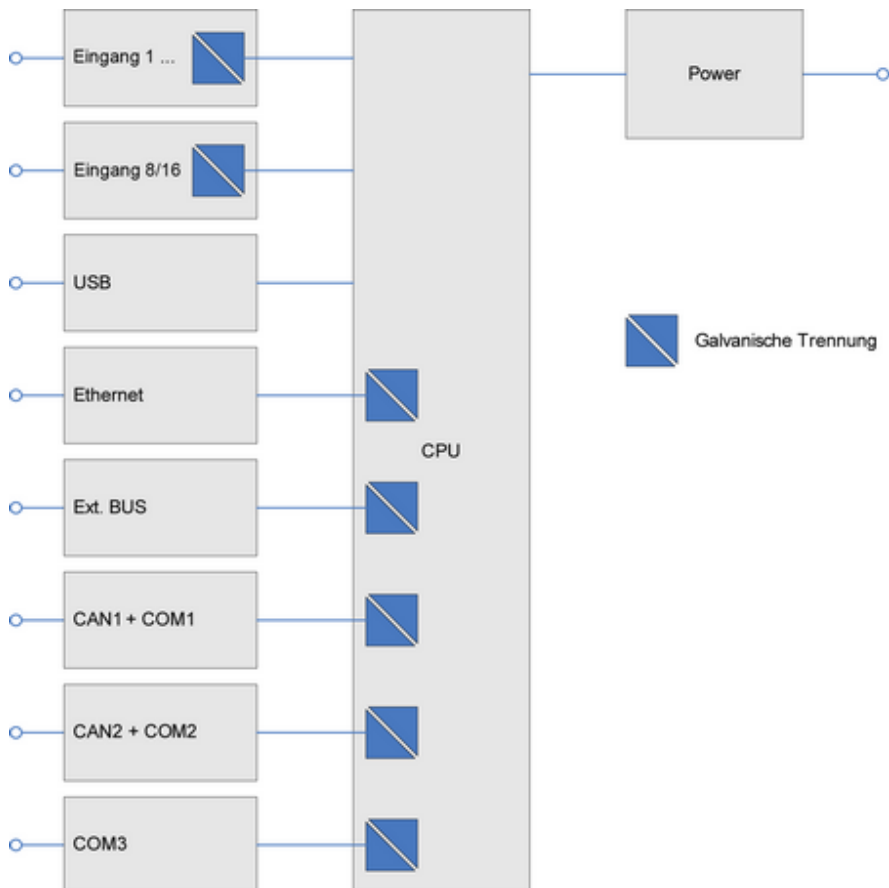 Eingang 1 ...
Power
Eingang 8/16
USB
Galvanische Trennung
Ethernet
CPU
Ext. BUS
CAN1 + COM1
CAN2 + COM2
COM3